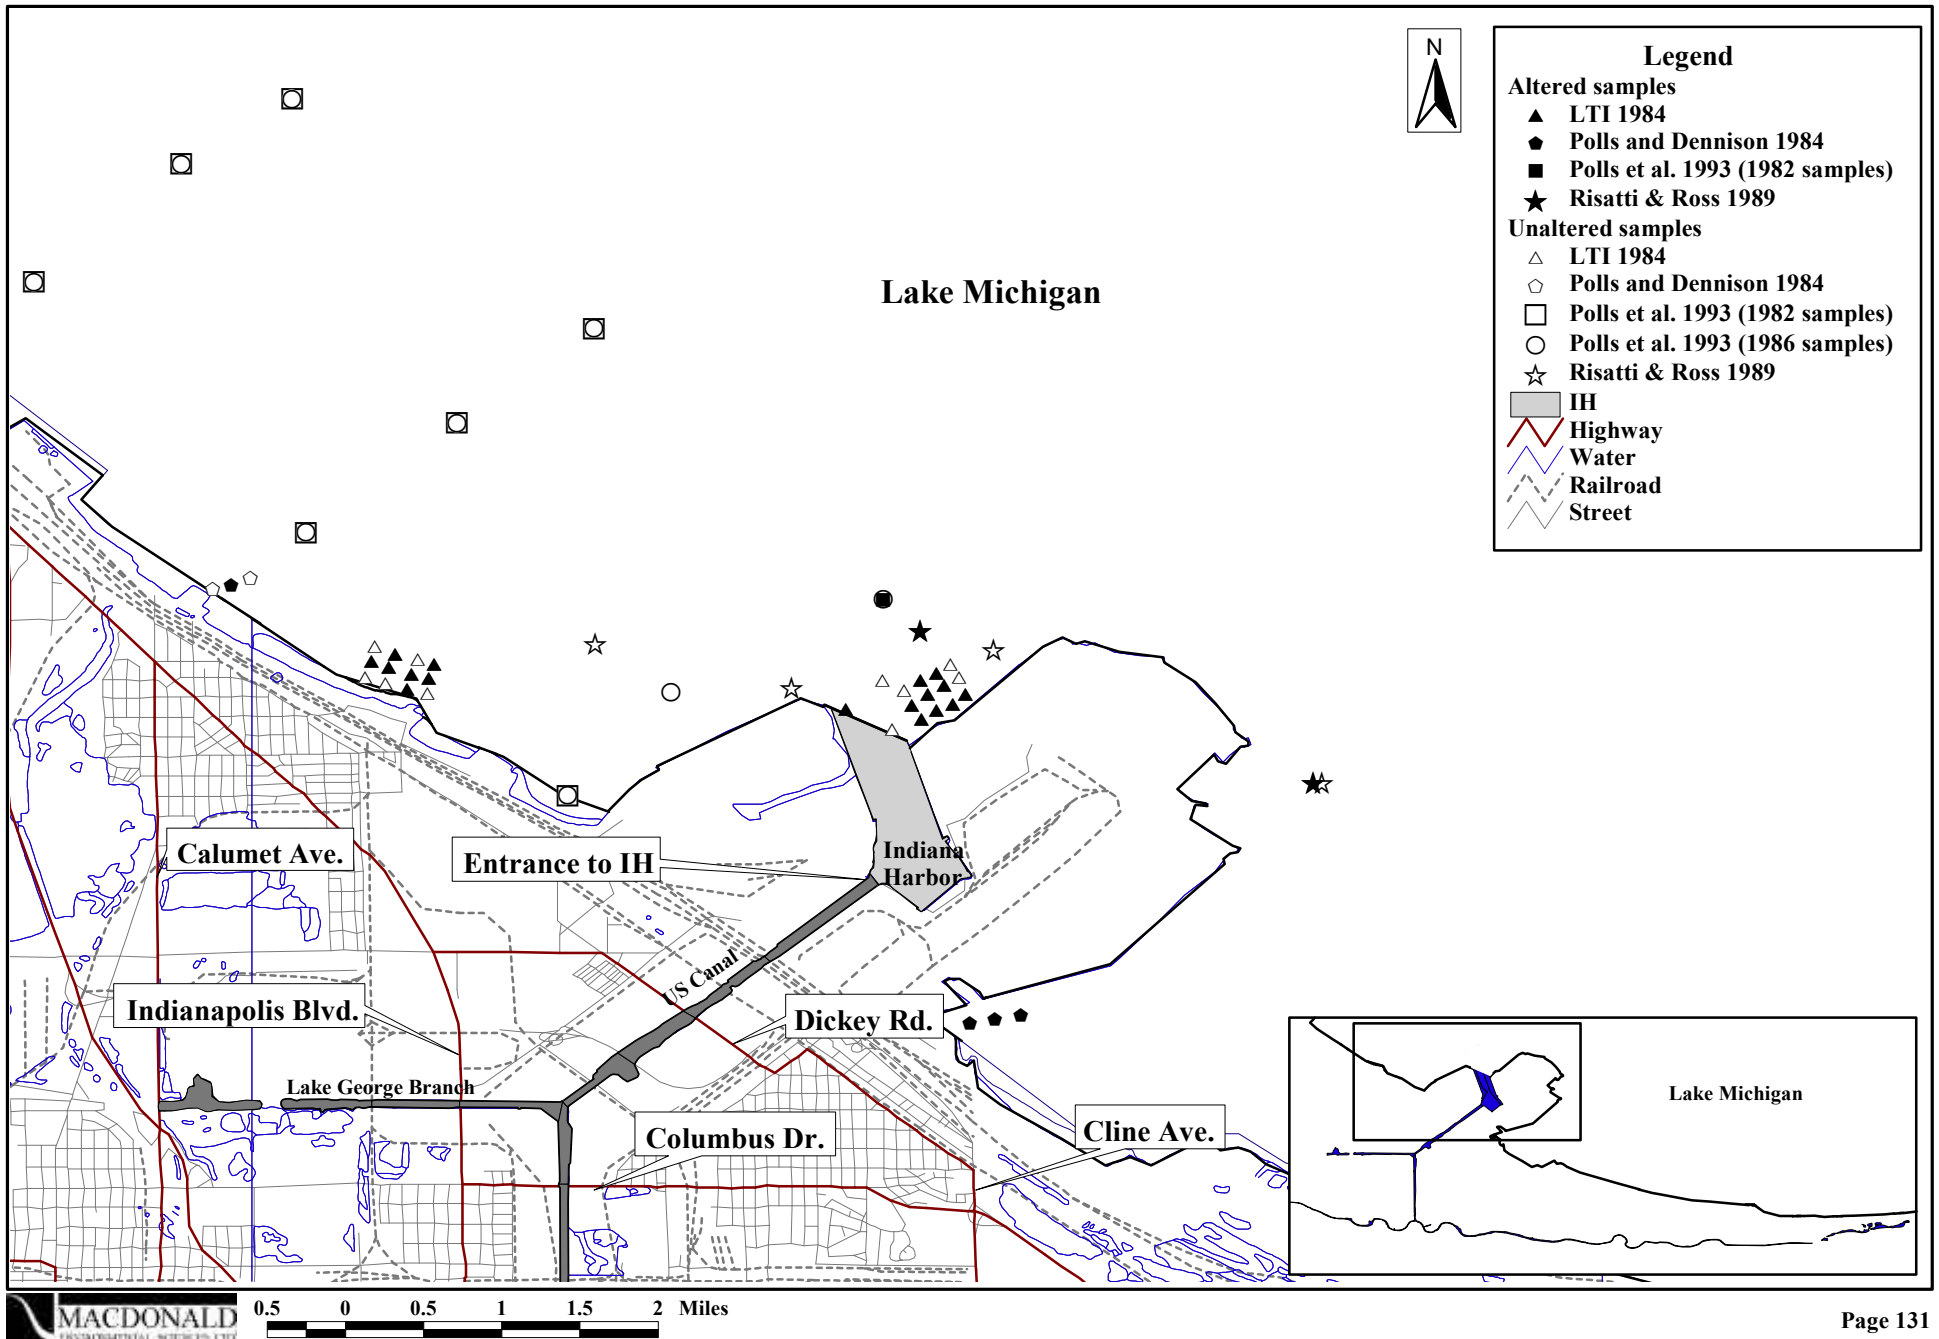 N
Legend
Altered samples
LTI 1984
Polls and Dennison 1984
Polls et al. 1993 (1982 samples)
Risatti & Ross 1989
Unaltered samples
LTI 1984
Polls and Dennison 1984
Polls et al. 1993 (1982 samples)
Polls et al. 1993 (1986 samples)
Risatti & Ross 1989
IH
Highway
Water
Railroad
Street
Lake Michigan
Calumet Ave.
Entrance to IH
Indiana
Harbor
US Canal
Indianapolis Blvd.
Dickey Rd.
Lake George Branch
Columbus Dr.
Cline Ave.
Lake Michigan
MACDONALD
ENVIRONMENTAL SCIENCES LTD.
0.5 0 0.5 1 1.5 2 Miles
Page 131